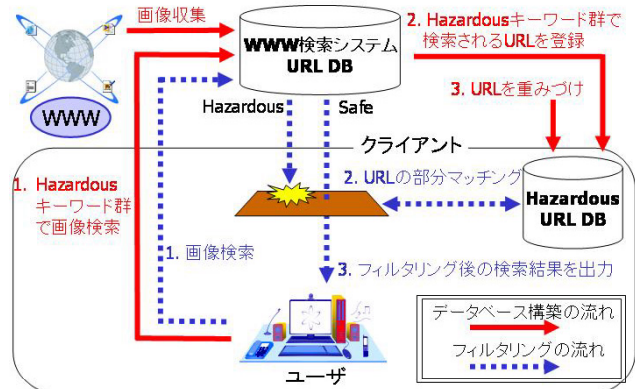 画像収集
WWW検索システム
URL DB
2. Hazardousキーワード群で
検索されるURLを登録
WWW
Hazardous
Safe
3. URLを重みづけ
クライアント
1. Hazardous
キーワード群
で画像検索
2. URLの部分マッチング
Hazardous
URL DB
1. 画像検索
3. フィルタリング後の検索結果を出力
データベース構築の流れ
フィルタリングの流れ
ユーザ